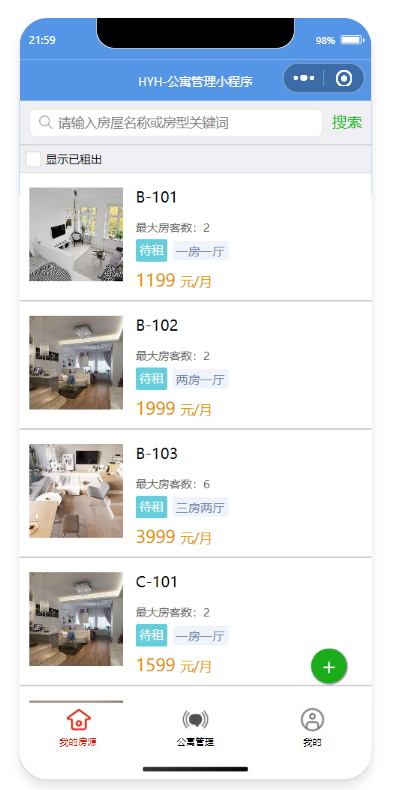 21:59
98%
HYH-公寓管理小程序
请输入房屋名称或房型关键词 搜索
显示已租出
B-101
最大房客数：2
待租 一房一厅
1199 元/月
B-102
最大房客数：2
待租 两房一厅
1999 元/月
B-103
最大房客数：6
待租 三房两厅
3999 元/月
C-101
最大房客数：2
待租 一房一厅
1599 元/月
我的房源 公寓管理 我的